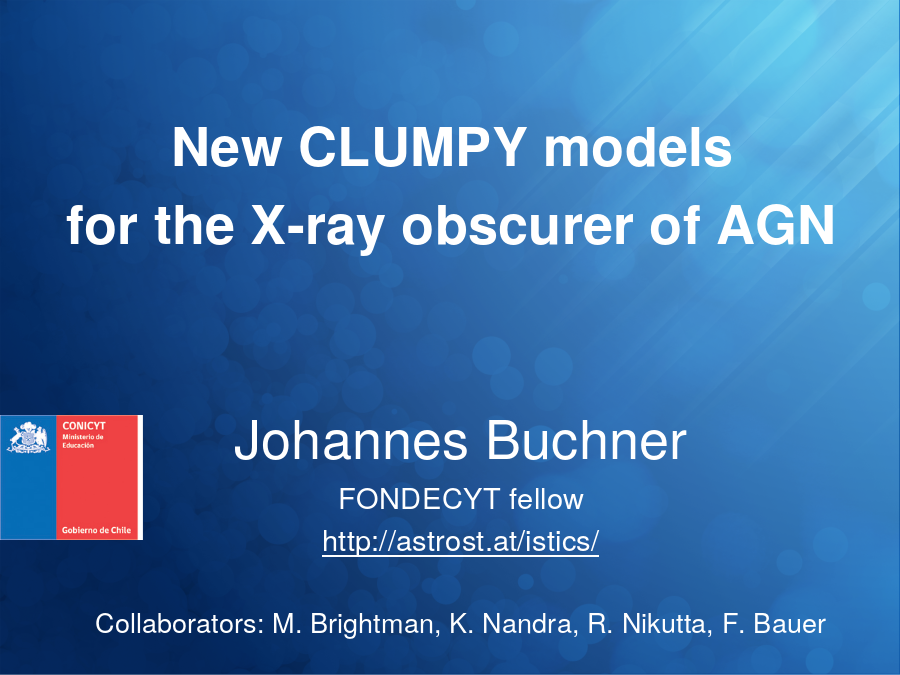 New CLUMPY models
for the X-ray obscurer of AGN
Johannes Buchner
FONDECYT fellow
http://astrost.at/istics/
CONICYT
Ministerio de
Educación
Gobierno de Chile
Collaborators: M. Brightman, K. Nandra, R. Nikutta, F. Bauer